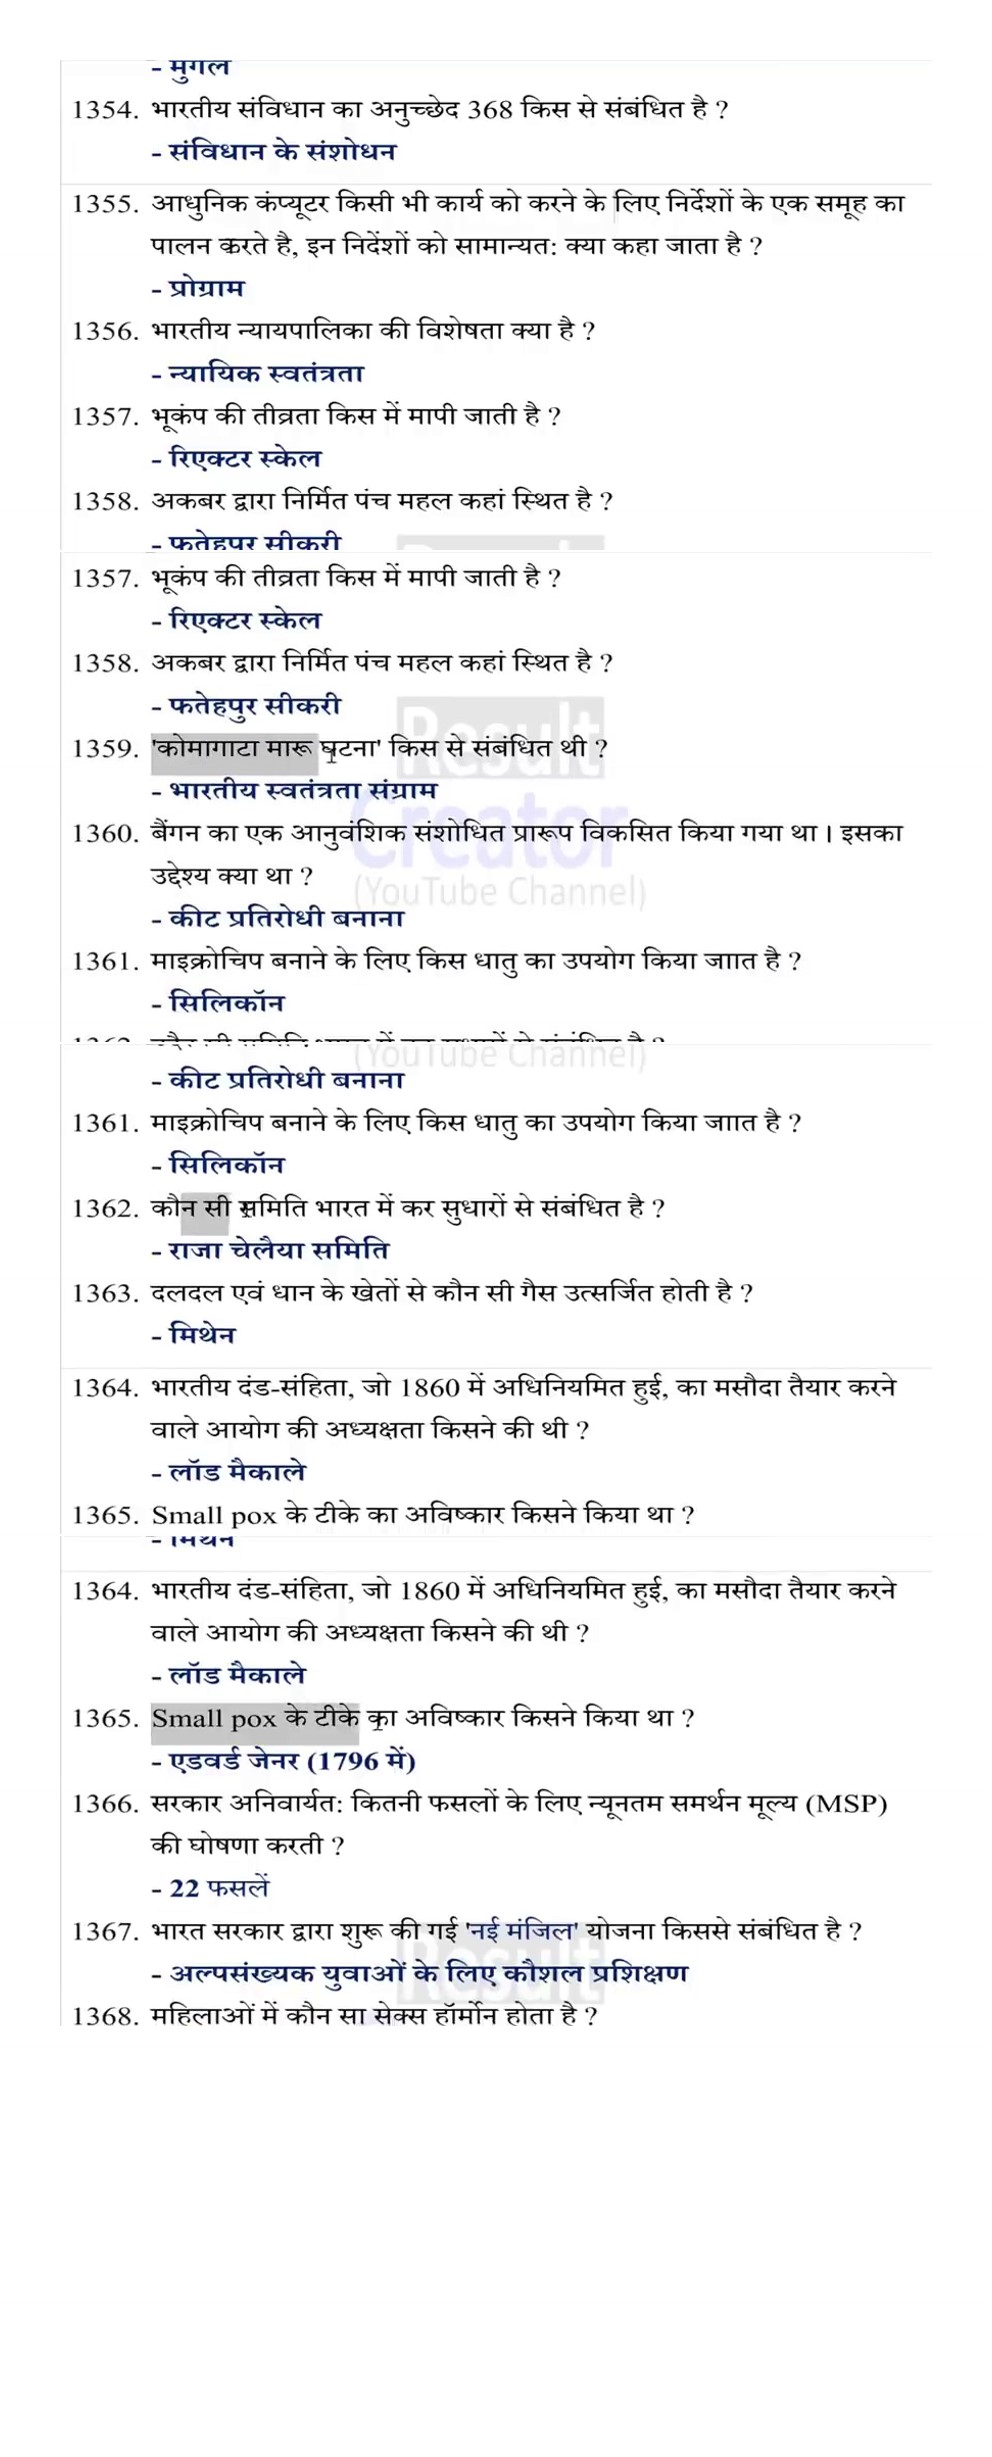 - मुगल
1354. भारतीय संविधान का अनुच्छेद 368 किस से संबंधित है ?
- संविधान के संशोधन
1355. आधुनिक कंप्यूटर किसी भी कार्य को करने के लिए निर्देशों के एक समूह का
पालन करते है, इन निदेंशों को सामान्यत: क्या कहा जाता है ?
- प्रोग्राम
1356. भारतीय न्यायपालिका की विशेषता क्या है ?
- न्यायिक स्वतंत्रता
1357. भूकंप की तीव्रता किस में मापी जाती है ?
- रिएक्टर स्केल
1358. अकबर द्वारा निर्मित पंच महल कहां स्थित है ?
- फतेहपुर सीकरी
1357. भूकंप की तीव्रता किस में मापी जाती है ?
- रिएक्टर स्केल
1358. अकबर द्वारा निर्मित पंच महल कहां स्थित है ?
- फतेहपुर सीकरी
Result
1359. 'कोमागाटा मारू घटना' किस से संबंधित थी ?
- भारतीय स्वतंत्रता संग्राम
Creator
1360. बैंगन का एक आनुवंशिक संशोधित प्रारूप विकसित किया गया था। इसका
उद्देश्य क्या था ?
(YouTube Channel)
- कीट प्रतिरोधी बनाना
1361. माइक्रोचिप बनाने के लिए किस धातु का उपयोग किया जाात है ?
- सिलिकॉन
(YouTube Channel)
- कीट प्रतिरोधी बनाना
1361. माइक्रोचिप बनाने के लिए किस धातु का उपयोग किया जाात है ?
- सिलिकॉन
1362. कौन सी समिति भारत में कर सुधारों से संबंधित है ?
- राजा चेलैया समिति
1363. दलदल एवं धान के खेतों से कौन सी गैस उत्सर्जित होती है ?
- मिथेन
1364. भारतीय दंड-संहिता, जो 1860 में अधिनियमित हुई, का मसौदा तैयार करने
वाले आयोग की अध्यक्षता किसने की थी ?
- लॉड मैकाले
1365. Small pox के टीके का अविष्कार किसने किया था ?
- मिथेन
1364. भारतीय दंड-संहिता, जो 1860 में अधिनियमित हुई, का मसौदा तैयार करने
वाले आयोग की अध्यक्षता किसने की थी ?
- लॉड मैकाले
1365. Small pox के टीके का अविष्कार किसने किया था ?
- एडवर्ड जेनर (1796 में)
1366. सरकार अनिवार्यत: कितनी फसलों के लिए न्यूनतम समर्थन मूल्य (MSP)
की घोषणा करती ?
- 22 फसलें
1367. भारत सरकार द्वारा शुरू की गई 'नई मंजिल' योजना किससे संबंधित है ?
Result
- अल्पसंख्यक युवाओं के लिए कौशल प्रशिक्षण
1368. महिलाओं में कौन सा सेक्स हॉर्मोन होता है ?